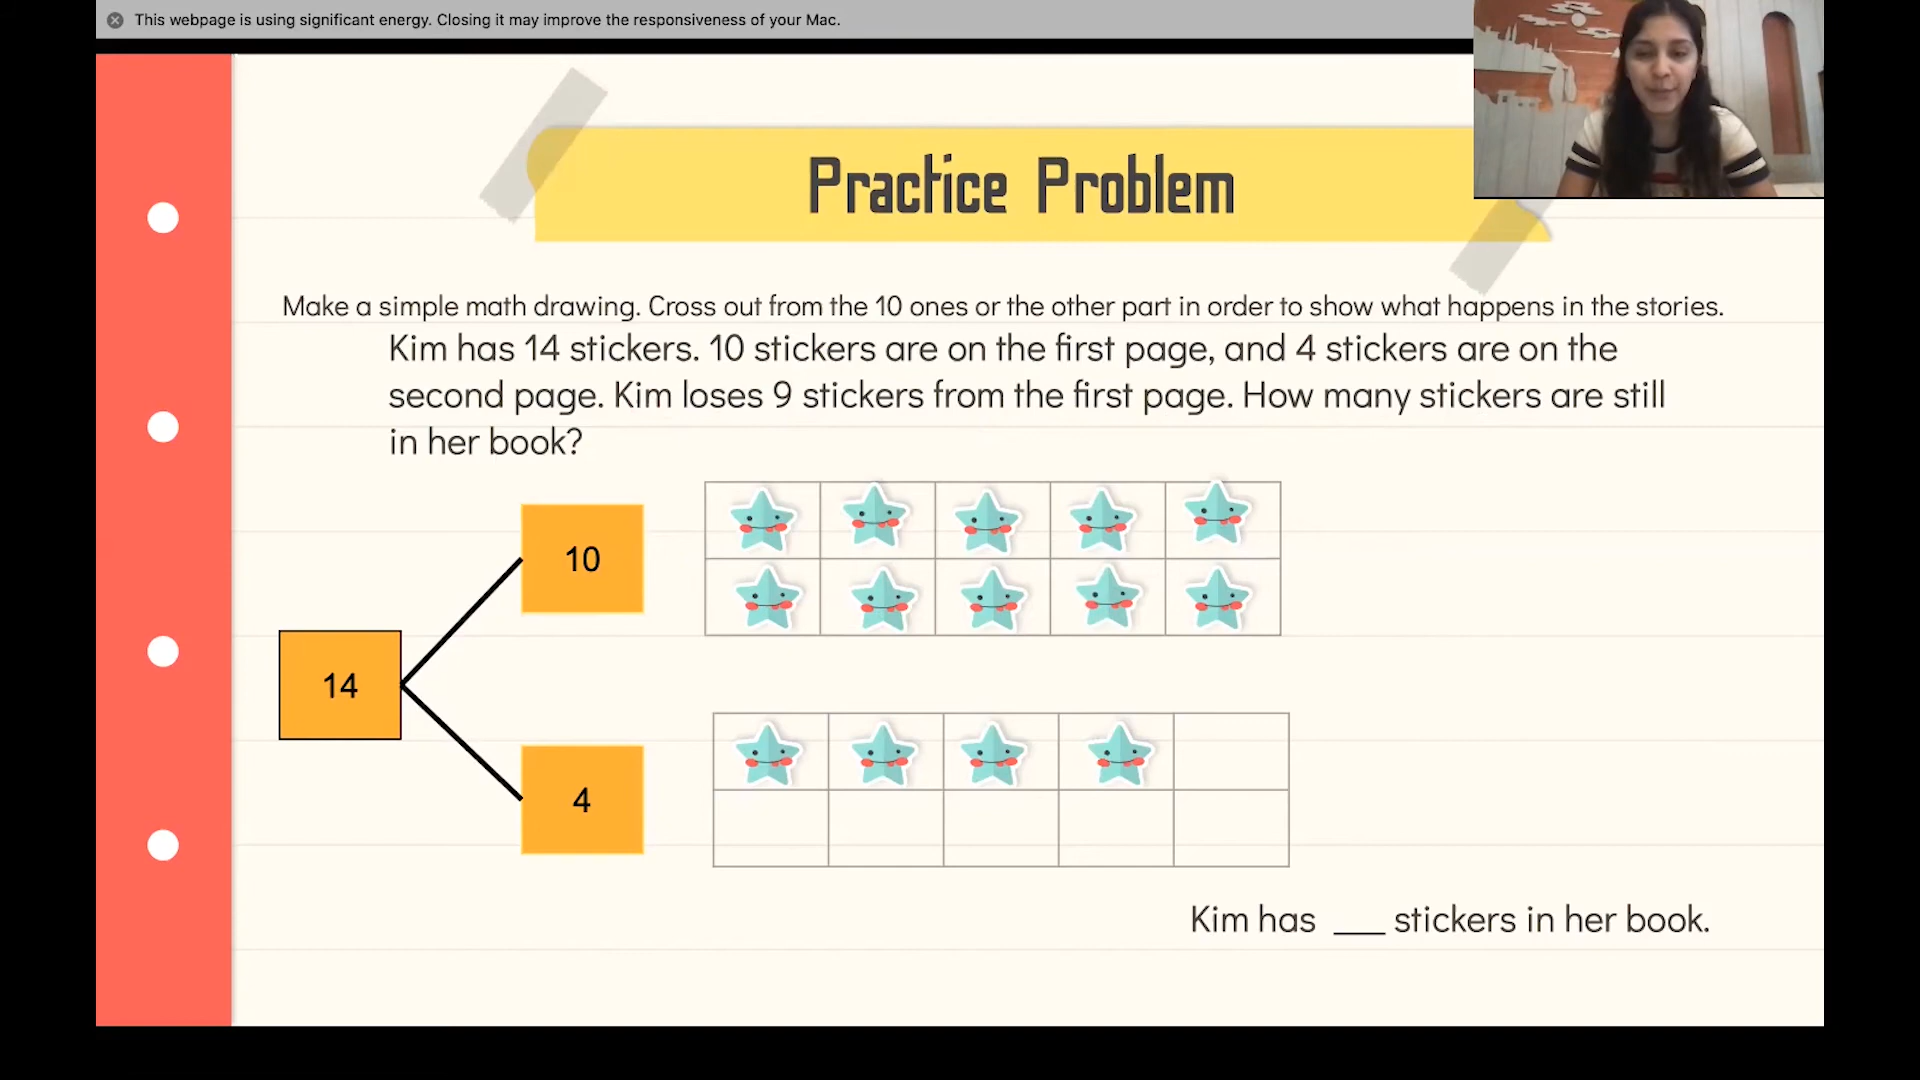 This webpage is using significant energy. Closing it may improve the responsiveness of your Mac.
Practice Problem
Make a simple math drawing. Cross out from the 10 ones or the other part in order to show what happens in the stories.
Kim has 14 stickers. 10 stickers are on the first page, and 4 stickers are on the
second page. Kim loses 9 stickers from the first page. How many stickers are still
in her book?
10
14
4
Kim has ___ stickers in her book.